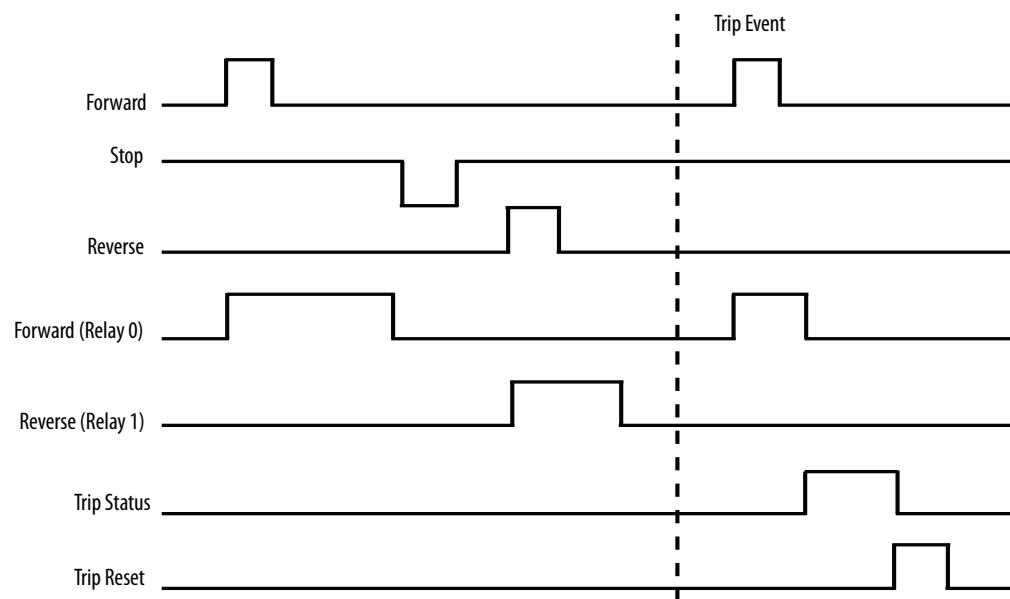 Trip Event
Forward
Stop
Reverse
Forward (Relay 0)
Reverse (Relay 1)
Trip Status
Trip Reset